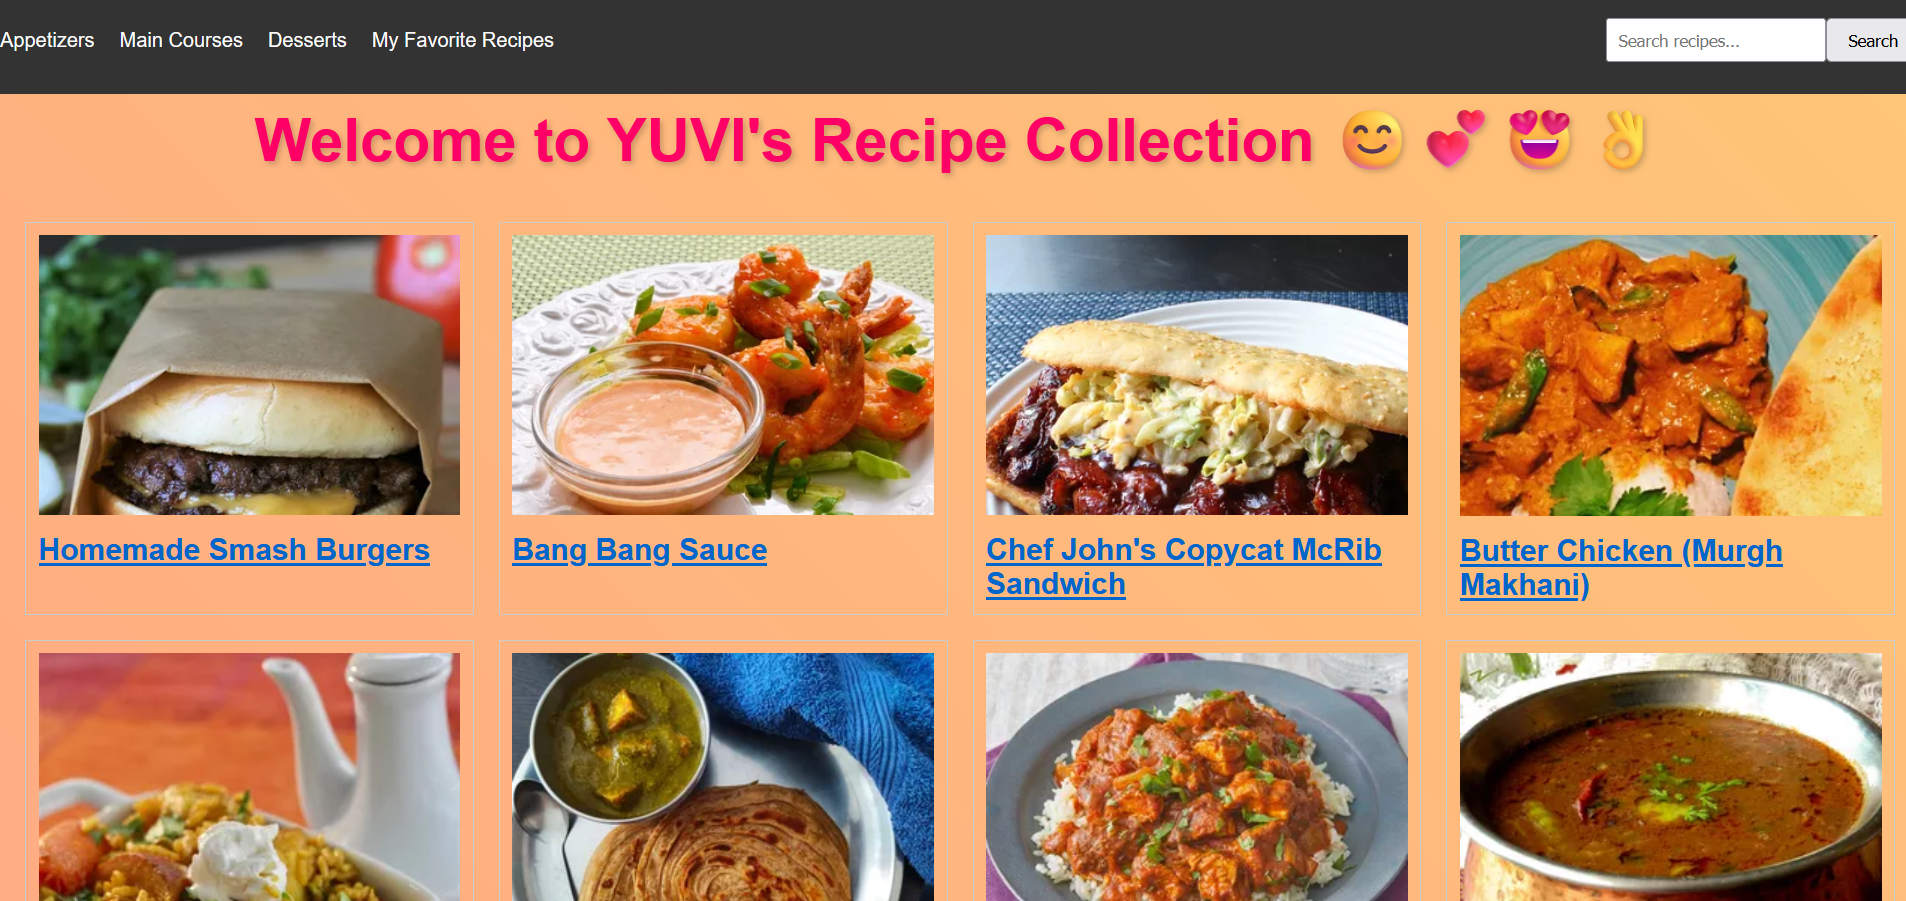 Appetizers Main Courses Desserts My Favorite Recipes Search recipes... Search
Welcome to YUVI's Recipe Collection 😊 💕 😍 👌
Homemade Smash Burgers
Bang Bang Sauce
Chef John's Copycat McRib
Sandwich
Butter Chicken (Murgh
Makhani)